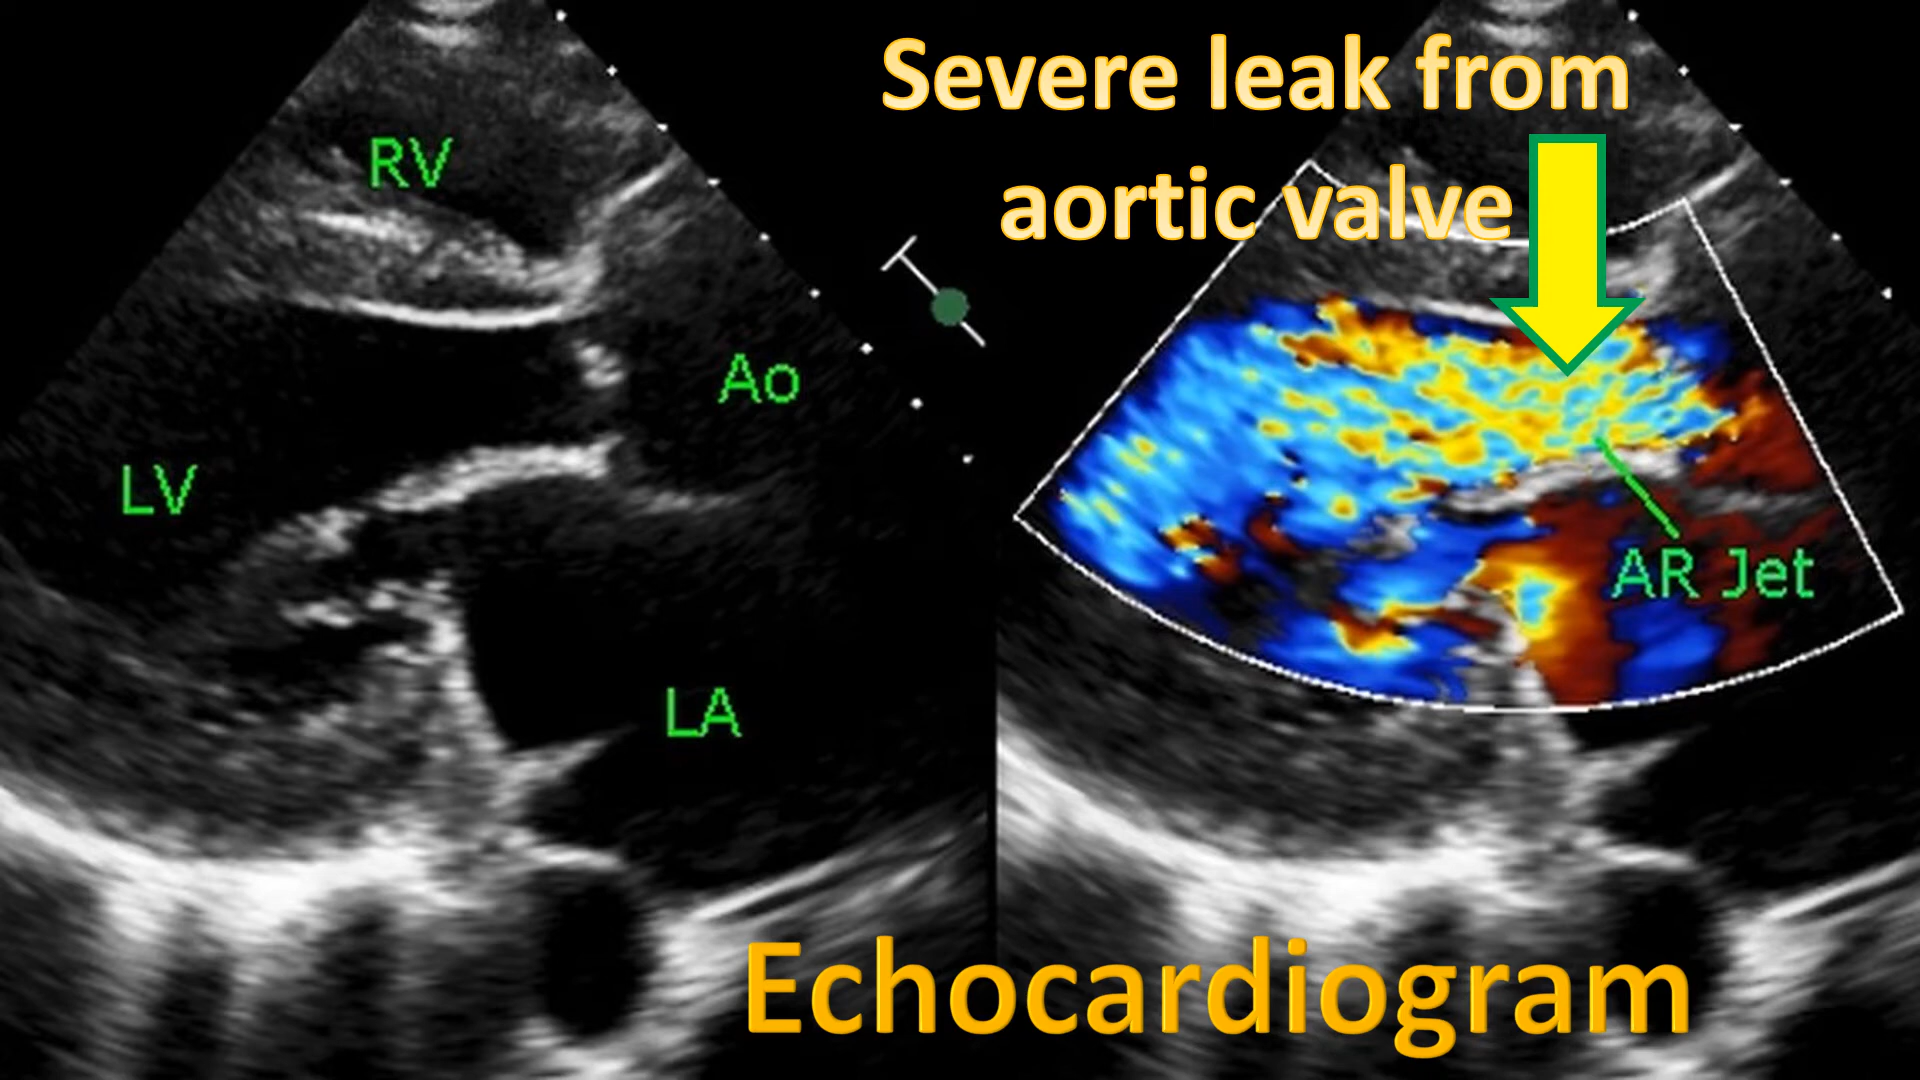 Severe leak from
aortic valve
RV
Ao
LV
AR Jet
LA
Echocardiogram